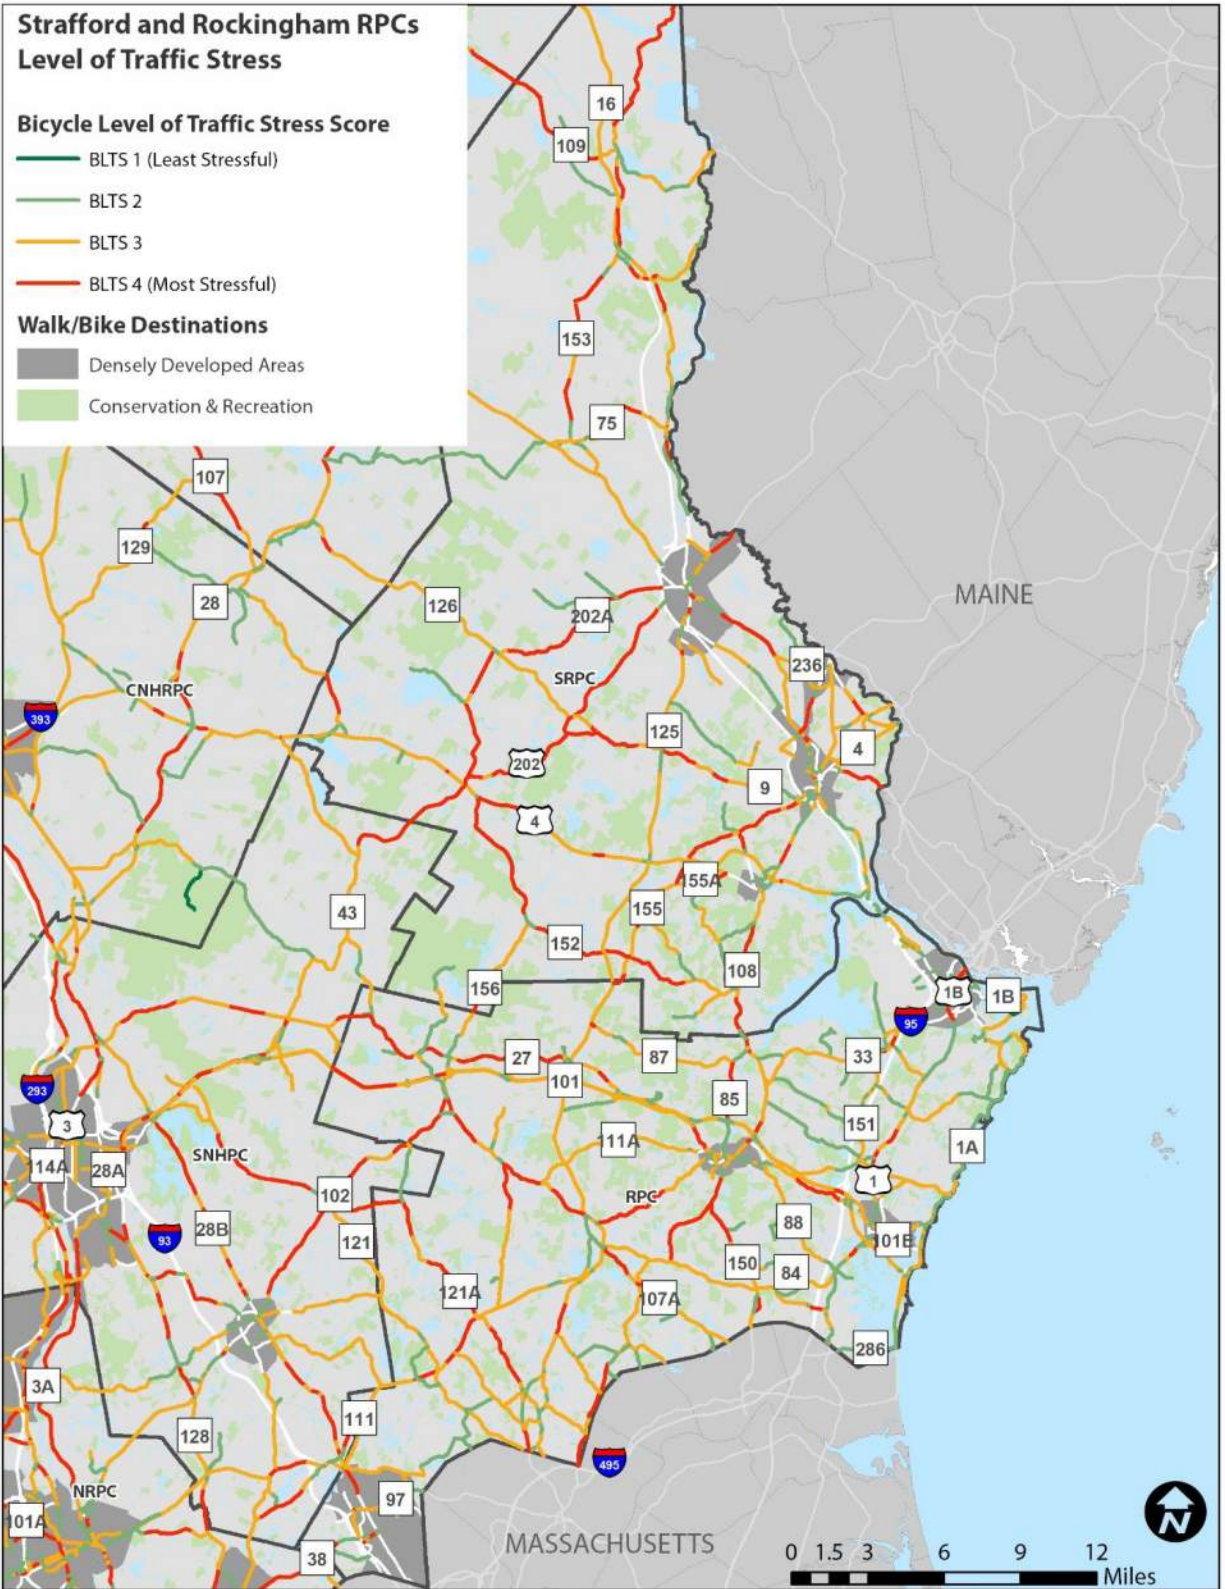 Strafford and Rockingham RPCs
Level of Traffic Stress
Bicycle Level of Traffic Stress Score
BLTS 1 (Least Stressful)
BLTS 2
BLTS 3
BLTS 4 (Most Stressful)
Walk/Bike Destinations
Densely Developed Areas
Conservation & Recreation
16
109
153
75
107
129
28
126
202A
MAINE
236
CNHRPC
SRPC
393
125
4
202
9
4
155A
43
155
152
108
156
1B
1B
95
27
87
33
101
293
85
3
151
111A
1A
SNHPC
114A
28A
1
102
RPC
88
28B
93
121
101E
150
84
121A
107A
286
3A
111
128
495
NRPC
97
101A
MASSACHUSETTS
38
N
0 1.5 3 6 9 12
Miles